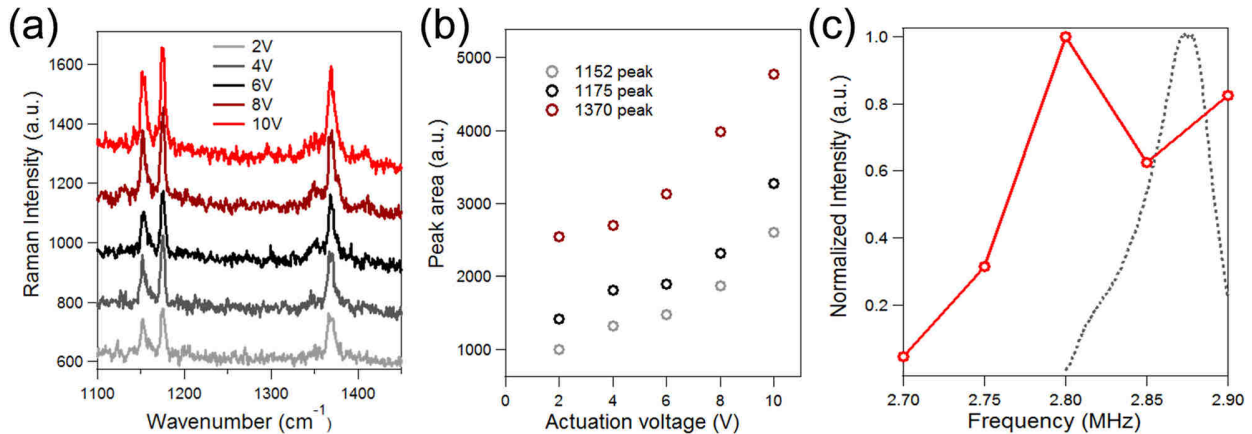 (a)
Raman Intensity (a.u.)
1600
1400
1200
1000
800
600
2V
4V
6V
8V
10V
1100
1200
1300
1400
Wavenumber (cm⁻¹)
(b)
Peak area (a.u.)
5000
4000
3000
2000
1000
1152 peak
1175 peak
1370 peak
0
2
4
6
8
10
Actuation voltage (V)
(c)
Normalized Intensity (a.u.)
1.0
0.8
0.6
0.4
0.2
2.70
2.75
2.80
2.85
2.90
Frequency (MHz)